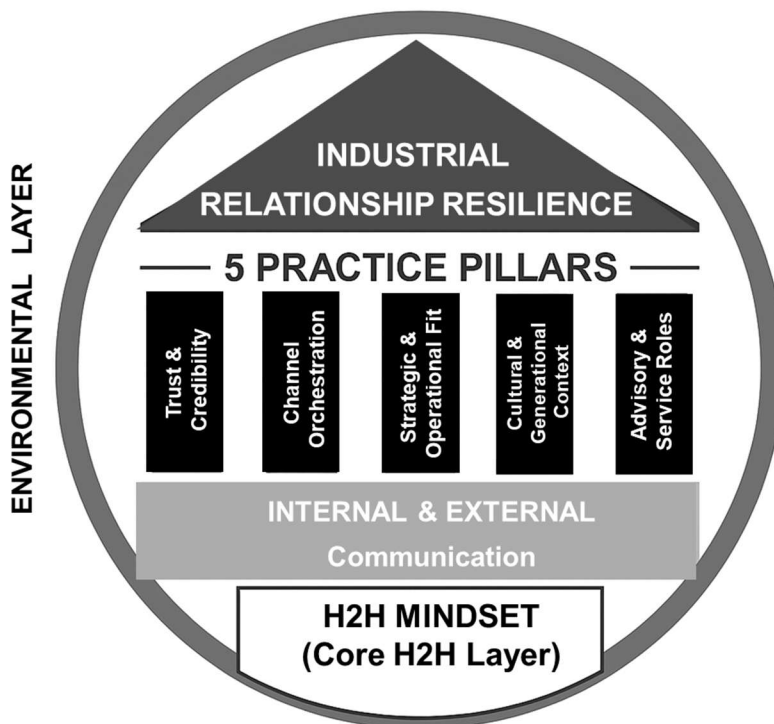 ENVIRONMENTAL LAYER
INDUSTRIAL
RELATIONSHIP RESILIENCE
5 PRACTICE PILLARS
Trust &
Credibility
Channel
Orchestration
Strategic &
Operational Fit
Cultural &
Generational
Context
Advisory &
Service Roles
INTERNAL & EXTERNAL
Communication
H2H MINDSET
(Core H2H Layer)